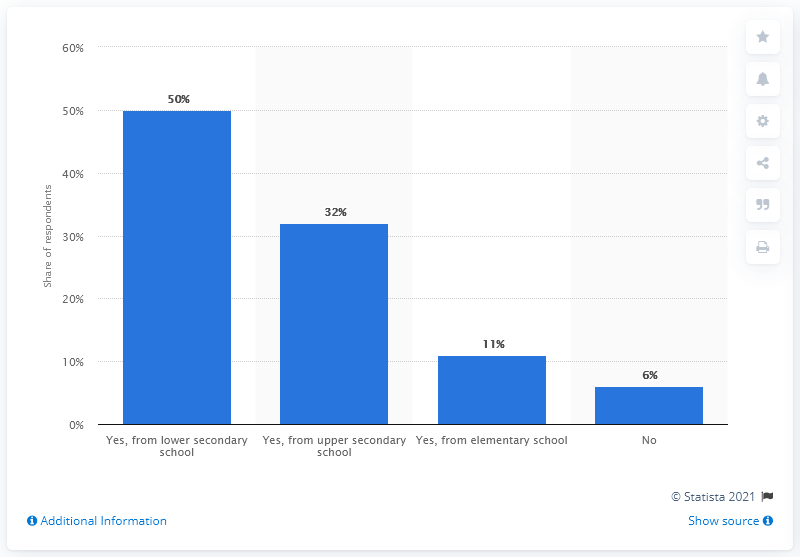 60%
50%
40%
30%
20%
10%
0%
Share of respondents
50%
32%
11%
6%
Yes, from lower secondary
school
Yes, from upper secondary
school
Yes, from elementary school
No
© Statista 2021
Additional Information
Show source